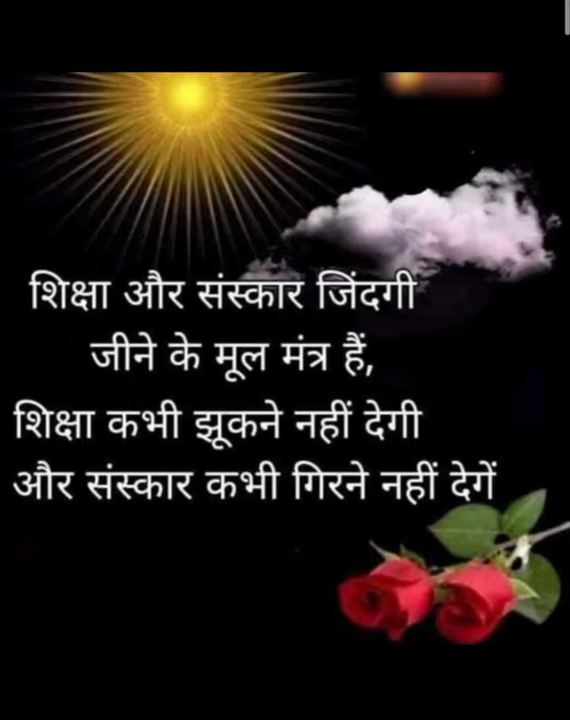 शिक्षा और संस्कार जिंदगी
जीने के मूल मंत्र हैं,
शिक्षा कभी झूकने नहीं देगी
और संस्कार कभी गिरने नहीं देगें